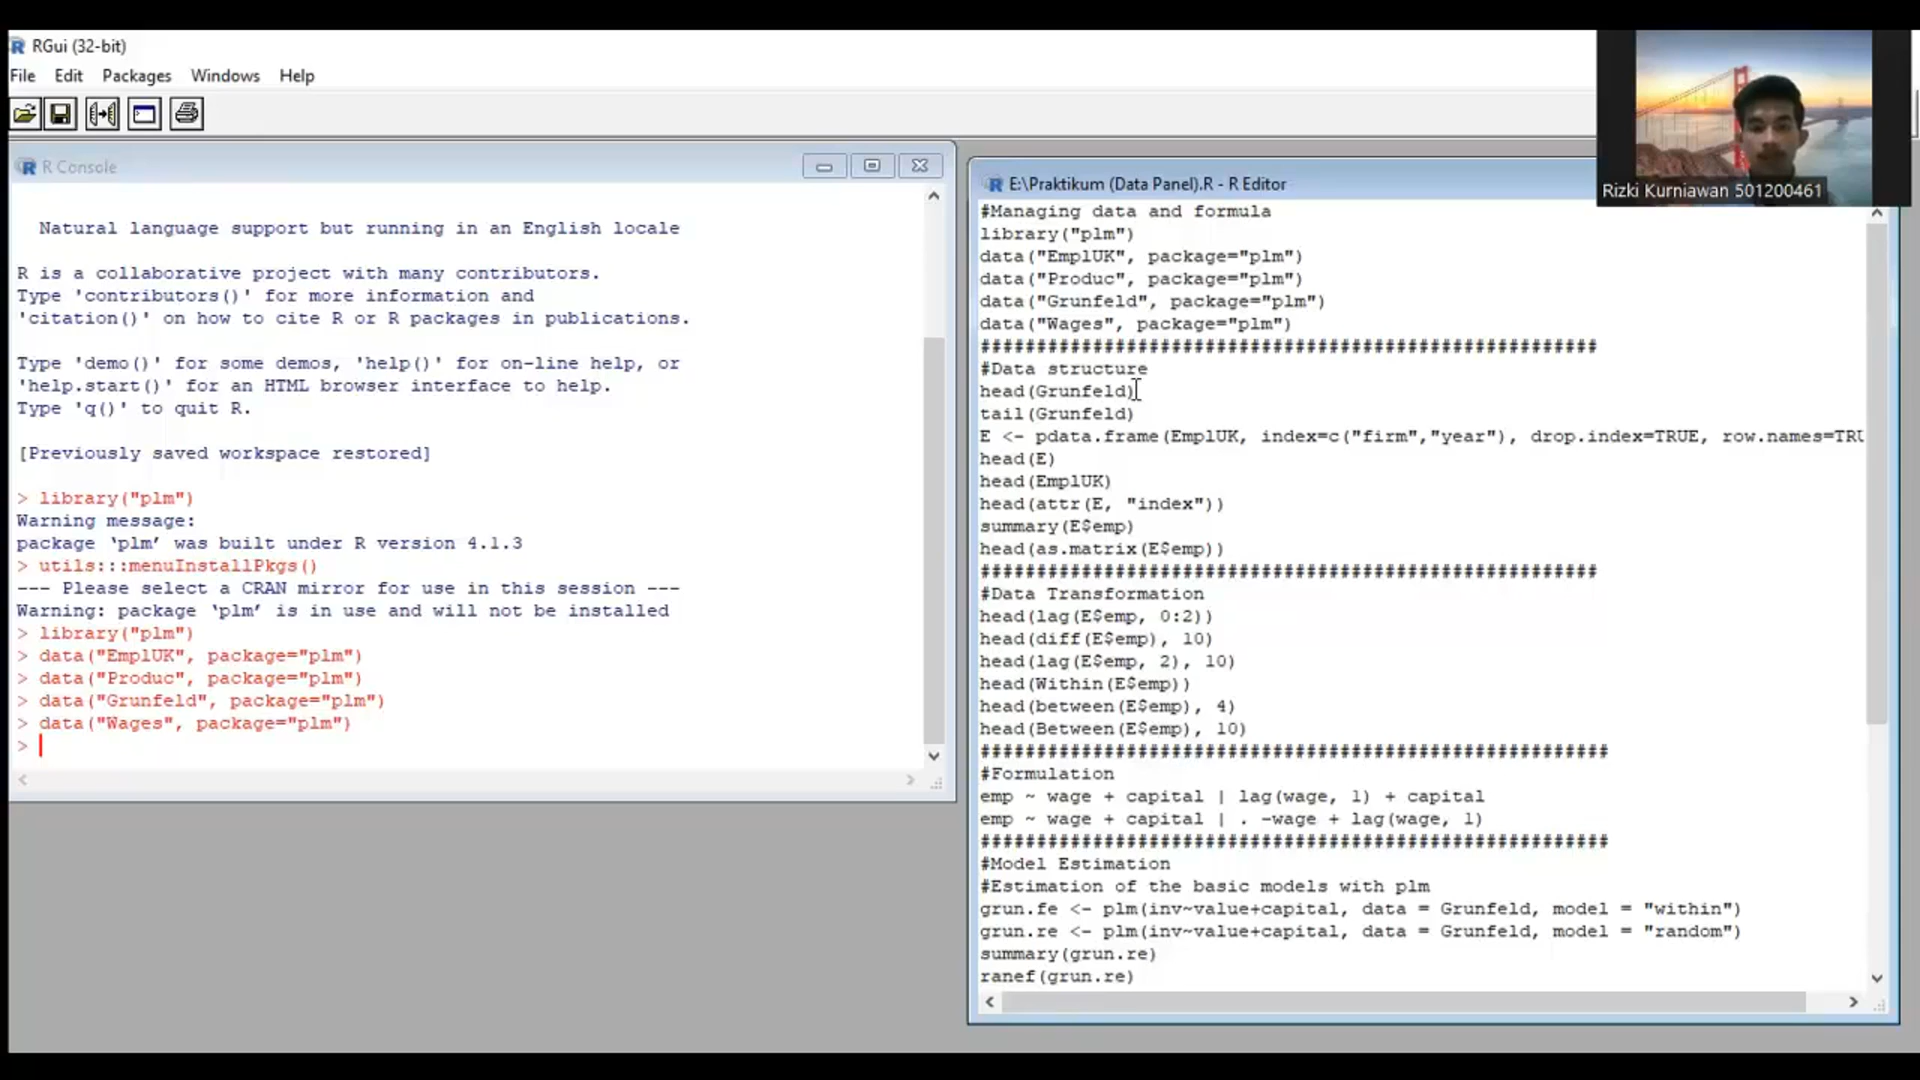 RGui (32-bit)
File Edit Packages Windows Help
R Console
Natural language support but running in an English locale
R is a collaborative project with many contributors.
Type 'contributors()' for more information and
'citation()' on how to cite R or R packages in publications.
Type 'demo()' for some demos, 'help()' for on-line help, or
'help.start()' for an HTML browser interface to help.
Type 'q()' to quit R.
[Previously saved workspace restored]
> library("plm")
Warning message:
package ‘plm’ was built under R version 4.1.3
> utils:::menuInstallPkgs()
--- Please select a CRAN mirror for use in this session ---
Warning: package ‘plm’ is in use and will not be installed
> library("plm")
> data("EmplUK", package="plm")
> data("Produc", package="plm")
> data("Grunfeld", package="plm")
> data("Wages", package="plm")
>
E:\Praktikum (Data Panel).R - R Editor
#Managing data and formula
library("plm")
data("EmplUK", package="plm")
data("Produc", package="plm")
data("Grunfeld", package="plm")
data("Wages", package="plm")
#######################################################
#Data structure
head(Grunfeld)
tail(Grunfeld)
E <- pdata.frame(EmplUK, index=c("firm","year"), drop.index=TRUE, row.names=TRU
head(E)
head(EmplUK)
head(attr(E, "index"))
summary(E$emp)
head(as.matrix(E$emp))
#######################################################
#Data Transformation
head(lag(E$emp, 0:2))
head(diff(E$emp), 10)
head(lag(E$emp, 2), 10)
head(Within(E$emp))
head(between(E$emp), 4)
head(Between(E$emp), 10)
########################################################
#Formulation
emp ~ wage + capital | lag(wage, 1) + capital
emp ~ wage + capital | . -wage + lag(wage, 1)
########################################################
#Model Estimation
#Estimation of the basic models with plm
grun.fe <- plm(inv~value+capital, data = Grunfeld, model = "within")
grun.re <- plm(inv~value+capital, data = Grunfeld, model = "random")
summary(grun.re)
ranef(grun.re)
Rizki Kurniawan 501200461